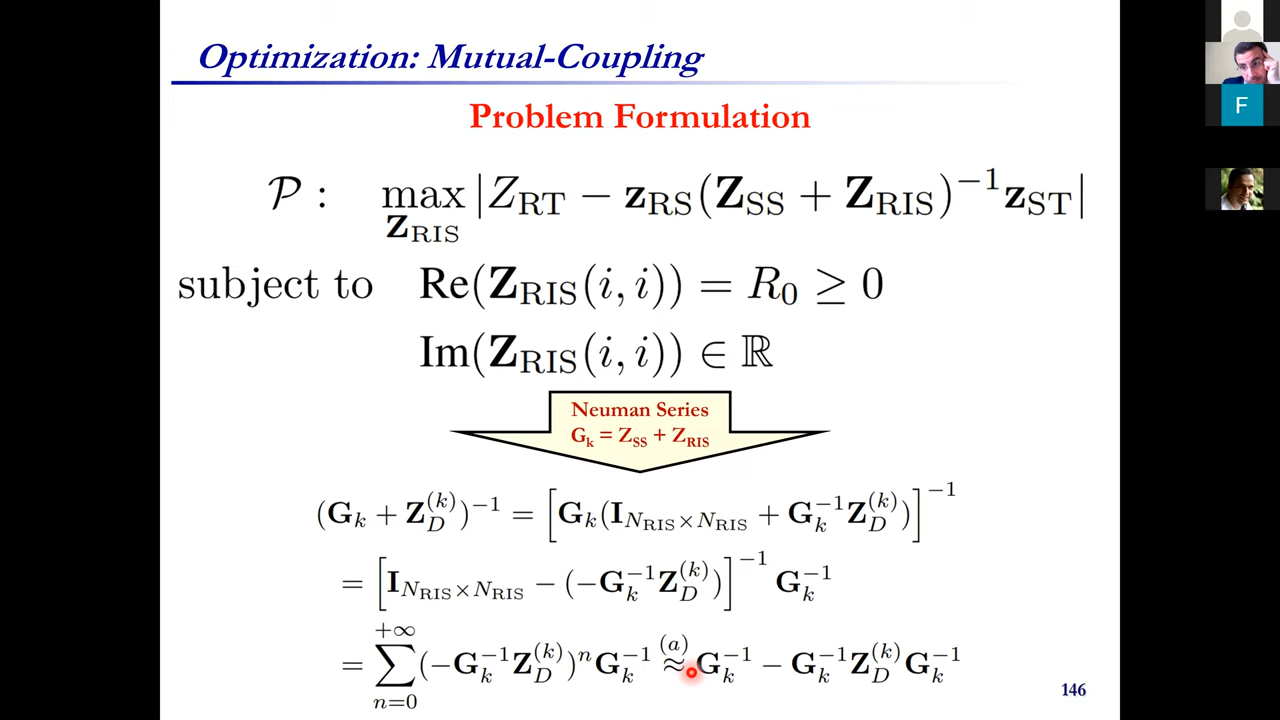 Optimization: Mutual-Coupling
Problem Formulation
𝒫 : max_{Z_RIS} |Z_RT − z_RS(Z_SS + Z_RIS)^{−1} z_ST|
subject to Re(Z_RIS(i, i)) = R_0 ≥ 0
Im(Z_RIS(i, i)) ∈ ℝ
Neuman Series
G_k = Z_SS + Z_RIS
(G_k + Z_D^{(k)})^{−1} = [G_k(I_{N_RIS×N_RIS} + G_k^{−1}Z_D^{(k)})]^{−1}
= [I_{N_RIS×N_RIS} − (−G_k^{−1}Z_D^{(k)})]^{−1} G_k^{−1}
= ∑_{n=0}^{+∞} (−G_k^{−1}Z_D^{(k)})^n G_k^{−1} ≈^{(a)} G_k^{−1} − G_k^{−1}Z_D^{(k)}G_k^{−1}
146
F